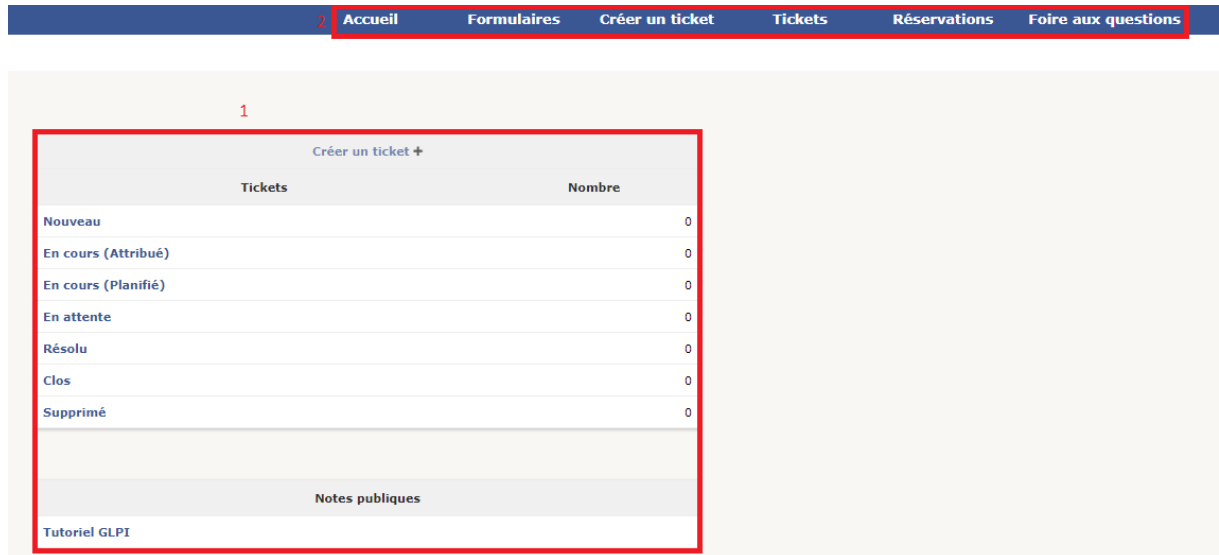 2 Accueil Formulaires Créer un ticket Tickets Réservations Foire aux questions
1
Créer un ticket +
Tickets Nombre
Nouveau 0
En cours (Attribué) 0
En cours (Planifié) 0
En attente 0
Résolu 0
Clos 0
Supprimé 0
Notes publiques
Tutoriel GLPI